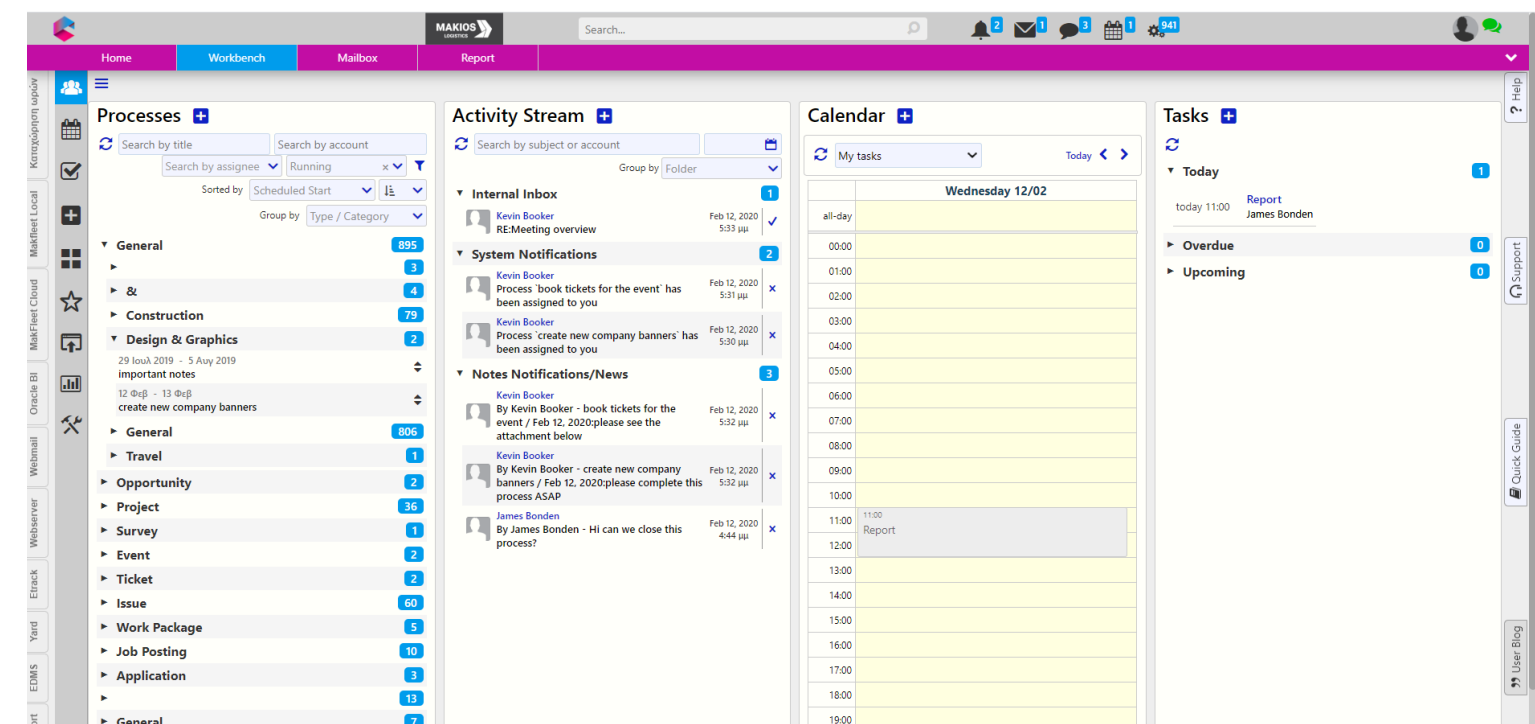 MAKIOS
LOGISTICS
Search...
2
1
3
1
941
Home
Workbench
Mailbox
Report
Καταχώρηση ωρών
Makfleet Local
MakFleet Cloud
Oracle BI
Webmail
Webserver
Etrack
Yard
EDMS
Processes
Search by title
Search by account
Search by assignee
Running
Sorted by
Scheduled Start
Group by
Type / Category
General 895
3
& 4
Construction 79
Design & Graphics 2
29 Ιουλ 2019 - 5 Αυγ 2019
important notes
12 Φεβ - 13 Φεβ
create new company banners
General 806
Travel 1
Opportunity 2
Project 36
Survey 1
Event 2
Ticket 2
Issue 60
Work Package 5
Job Posting 10
Application 3
13
General 7
Activity Stream
Search by subject or account
Group by Folder
Internal Inbox 1
Kevin Booker
RE:Meeting overview
Feb 12, 2020
5:33 μμ
System Notifications 2
Kevin Booker
Process `book tickets for the event` has
been assigned to you
Feb 12, 2020
5:31 μμ
Kevin Booker
Process `create new company banners` has
been assigned to you
Feb 12, 2020
5:30 μμ
Notes Notifications/News 3
Kevin Booker
By Kevin Booker - book tickets for the
event / Feb 12, 2020:please see the
attachment below
Feb 12, 2020
5:32 μμ
Kevin Booker
By Kevin Booker - create new company
banners / Feb 12, 2020:please complete this
process ASAP
Feb 12, 2020
5:32 μμ
James Bonden
By James Bonden - Hi can we close this
process?
Feb 12, 2020
4:44 μμ
Calendar
My tasks
Today
Wednesday 12/02
all-day
00:00
01:00
02:00
03:00
04:00
05:00
06:00
07:00
08:00
09:00
10:00
11:00
11:00
Report
12:00
13:00
14:00
15:00
16:00
17:00
18:00
19:00
Tasks
Today 1
today 11:00
Report
James Bonden
Overdue 0
Upcoming 0
? Help
Support
Quick Guide
User Blog